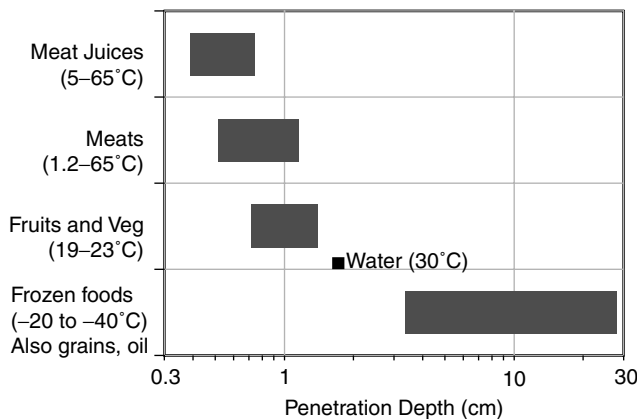 Meat Juices
(5–65˚C)
Meats
(1.2–65˚C)
Fruits and Veg
(19–23˚C)
Water (30˚C)
Frozen foods
(–20 to –40˚C)
Also grains, oil
0.3 1 10 30
Penetration Depth (cm)